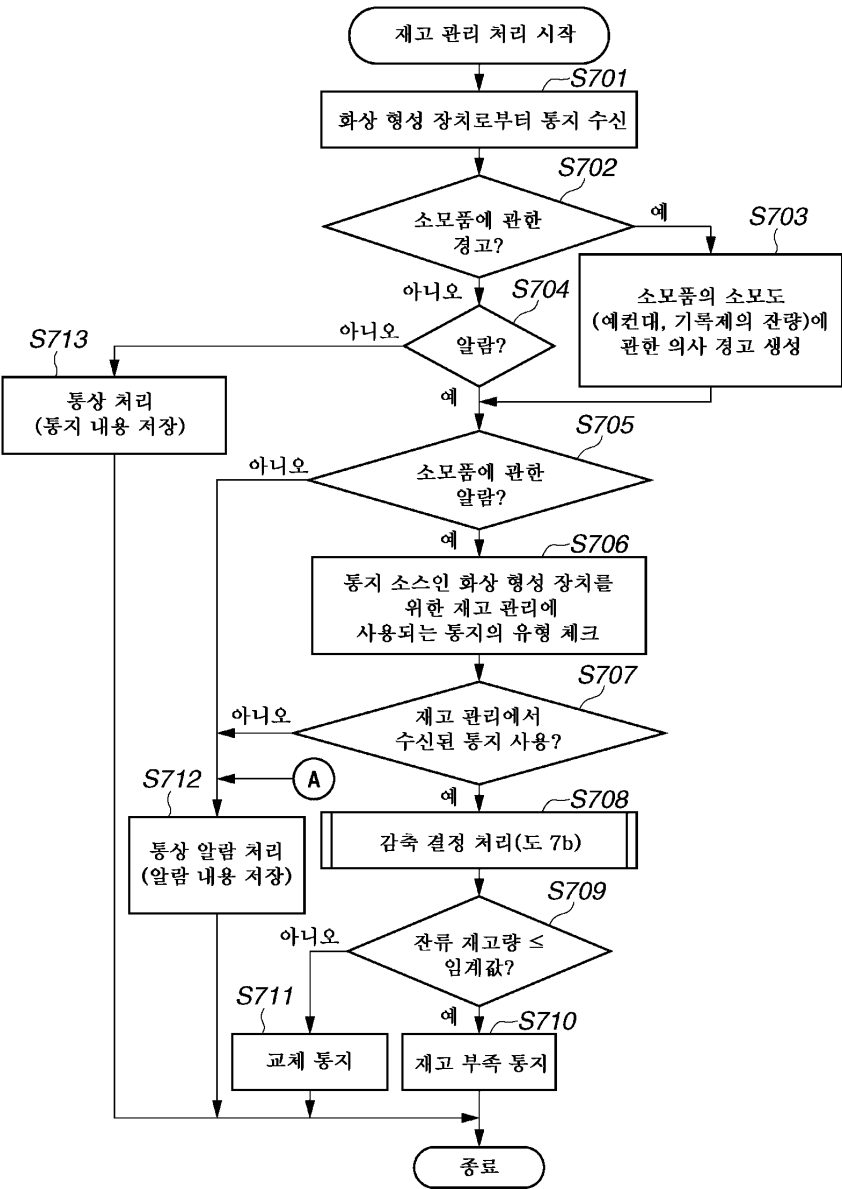 재고 관리 처리 시작
S701
화상 형성 장치로부터 통지 수신
S702
소모품에 관한
경고?
예
S703
소모품의 소모도
(예컨대, 기록제의 잔량)에
관한 의사 경고 생성
아니오
S704
알람?
아니오
S713
통상 처리
(통지 내용 저장)
예
S705
소모품에 관한
알람?
아니오
예
S706
통지 소스인 화상 형성 장치를
위한 재고 관리에
사용되는 통지의 유형 체크
S707
재고 관리에서
수신된 통지 사용?
아니오
A
S712
통상 알람 처리
(알람 내용 저장)
예
S708
감축 결정 처리(도 7b)
S709
잔류 재고량 ≤
임계값?
아니오
S711
교체 통지
예
S710
재고 부족 통지
종료